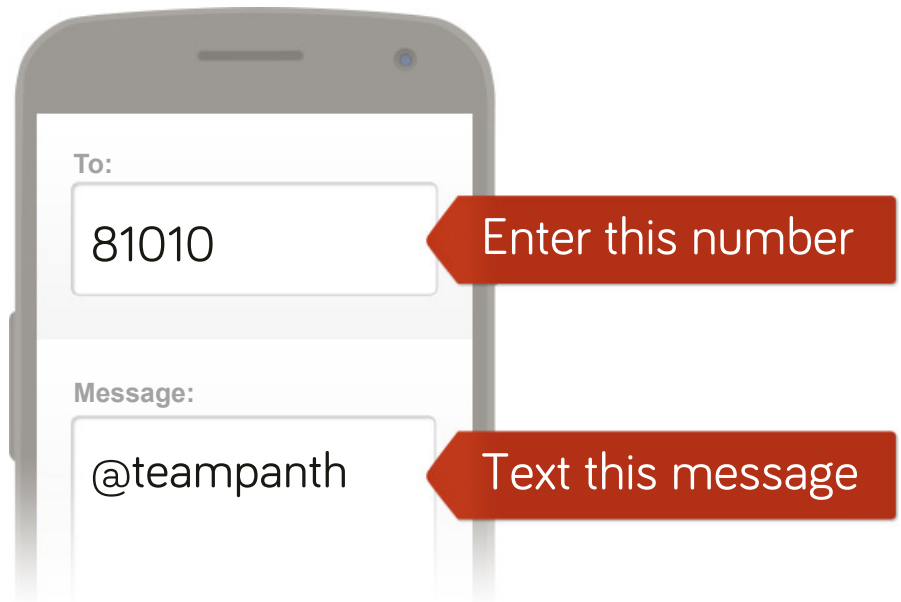 To:
81010
Enter this number
Message:
@teampanth
Text this message